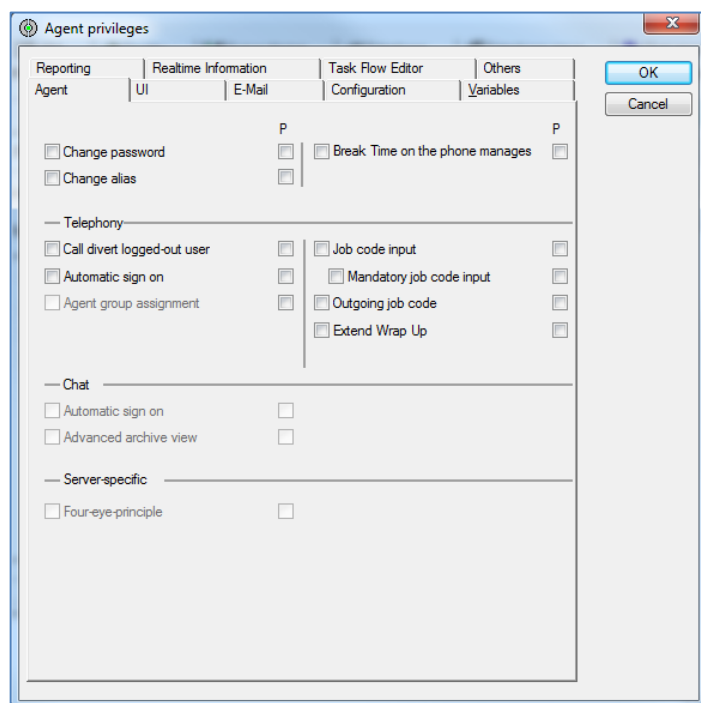 Agent privileges
Reporting Realtime Information Task Flow Editor Others
Agent UI E-Mail Configuration Variables
OK
Cancel
P P
Change password Break Time on the phone manages
Change alias
Telephony
Call divert logged-out user Job code input
Automatic sign on Mandatory job code input
Agent group assignment Outgoing job code
Extend Wrap Up
Chat
Automatic sign on
Advanced archive view
Server-specific
Four-eye-principle